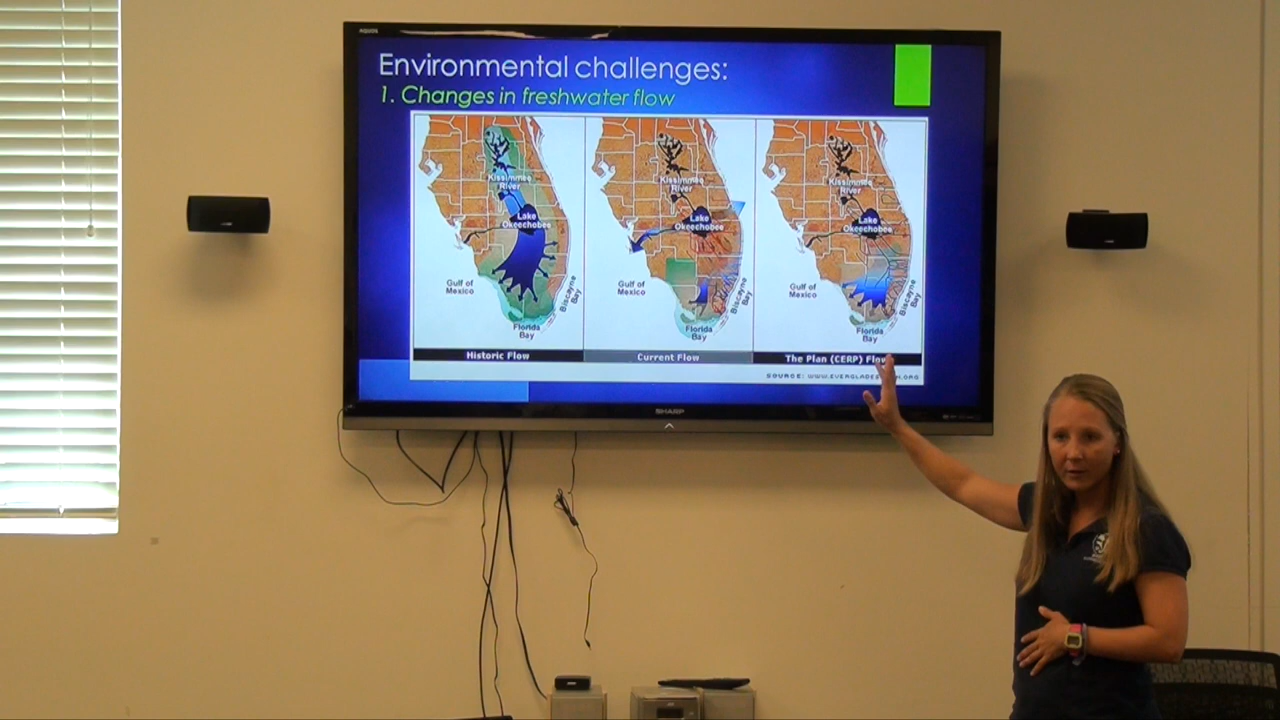 AQUOS
Environmental challenges:
1. Changes in freshwater flow
Kissimmee
River
Lake
Okeechobee
Gulf of
Mexico
Biscayne
Bay
Florida
Bay
Historic Flow
Kissimmee
River
Lake
Okeechobee
Gulf of
Mexico
Biscayne
Bay
Florida
Bay
Current Flow
Kissimmee
River
Lake
Okeechobee
Gulf of
Mexico
Biscayne
Bay
Florida
Bay
The Plan (CERP) Flow
SOURCE:
SHARP